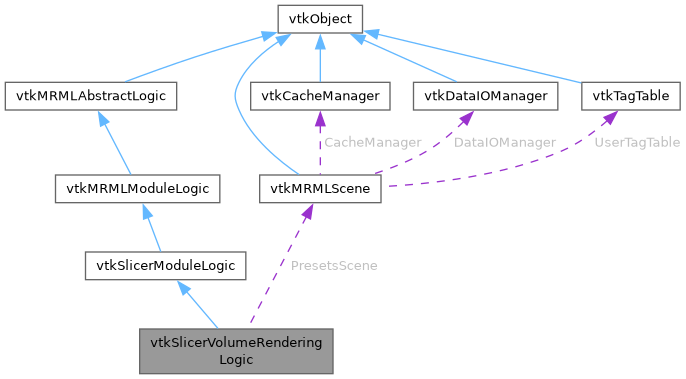 vtkObject
vtkMRMLAbstractLogic
vtkCacheManager
vtkDataIOManager
vtkTagTable
CacheManager
DataIOManager
UserTagTable
vtkMRMLModuleLogic
vtkMRMLScene
vtkSlicerModuleLogic
PresetsScene
vtkSlicerVolumeRendering
Logic